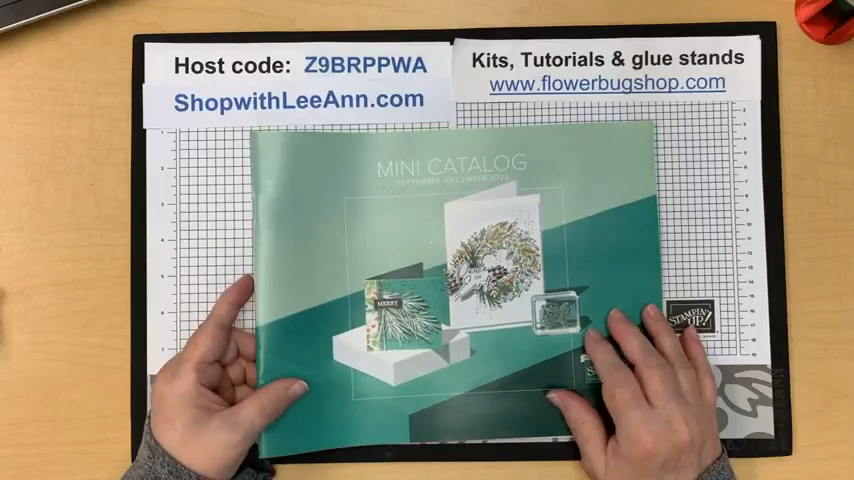 Host code: Z9BRPPWA
ShopwithLeeAnn.com
Kits, Tutorials & glue stands
www.flowerbugshop.com
MINI CATALOG
SEPTEMBER–DECEMBER 2023
MERRY
STAMPIN' UP!